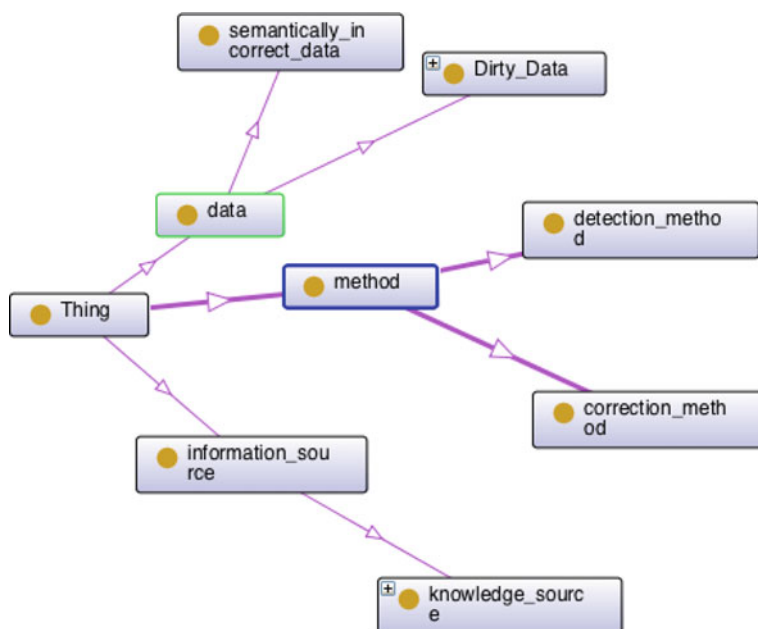 semantically_in
correct_data
Dirty_Data
data
detection_metho
d
method
Thing
correction_meth
od
information_sou
rce
knowledge_sourc
e